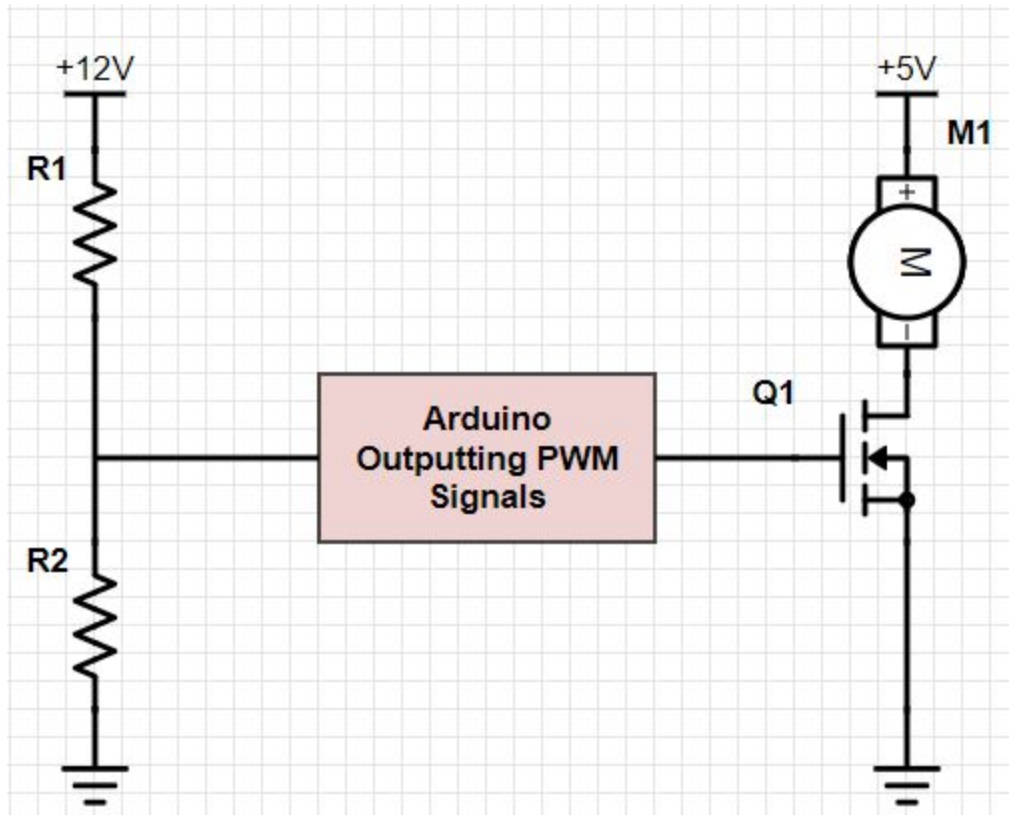 +12V
+5V
M1
R1
+
M
Arduino
Outputting PWM
Signals
Q1
R2